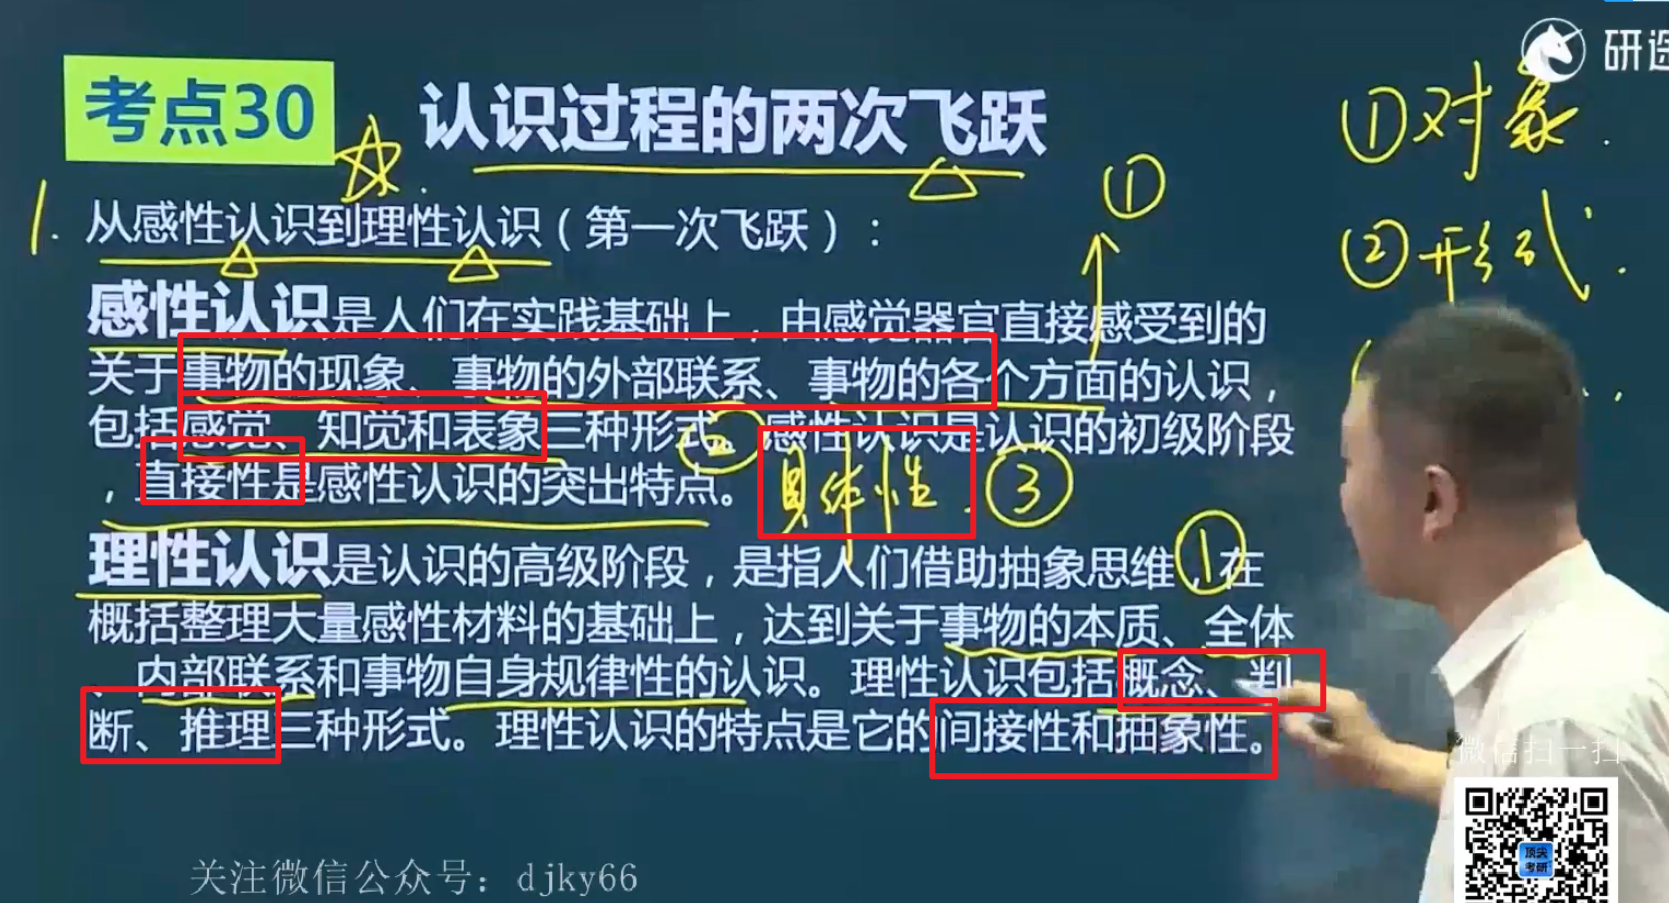 研途
考点30 认识过程的两次飞跃
①对象.
②形式.
①
1. 从感性认识到理性认识（第一次飞跃）：
感性认识是人们在实践基础上，由感觉器官直接感受到的
关于事物的现象、事物的外部联系、事物的各个方面的认识，
包括感觉、知觉和表象三种形式。感性认识是认识的初级阶段
②
，直接性是感性认识的突出特点。 具体性. ③
理性认识是认识的高级阶段，是指人们借助抽象思维，在
①
概括整理大量感性材料的基础上，达到关于事物的本质、全体
、内部联系和事物自身规律性的认识。理性认识包括概念、判
断、推理三种形式。理性认识的特点是它的间接性和抽象性。
微信扫一扫
顶尖
考研
关注微信公众号：djky66